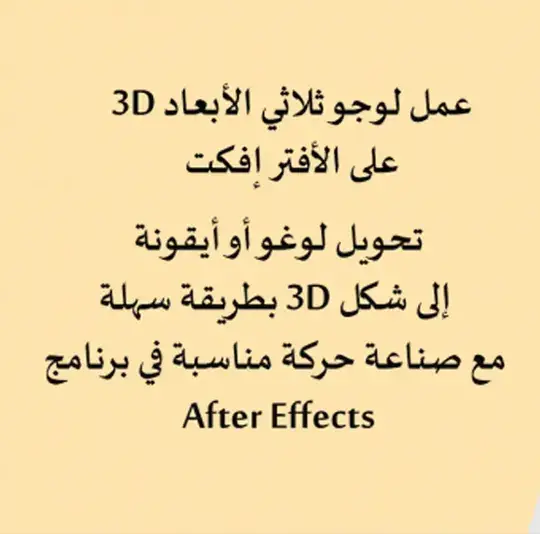 عمل لوجو ثلاثي الأبعاد 3D
على الأفتر إفكت
تحويل لوغو أو أيقونة
إلى شكل 3D بطريقة سهلة
مع صناعة حركة مناسبة في برنامج
After Effects